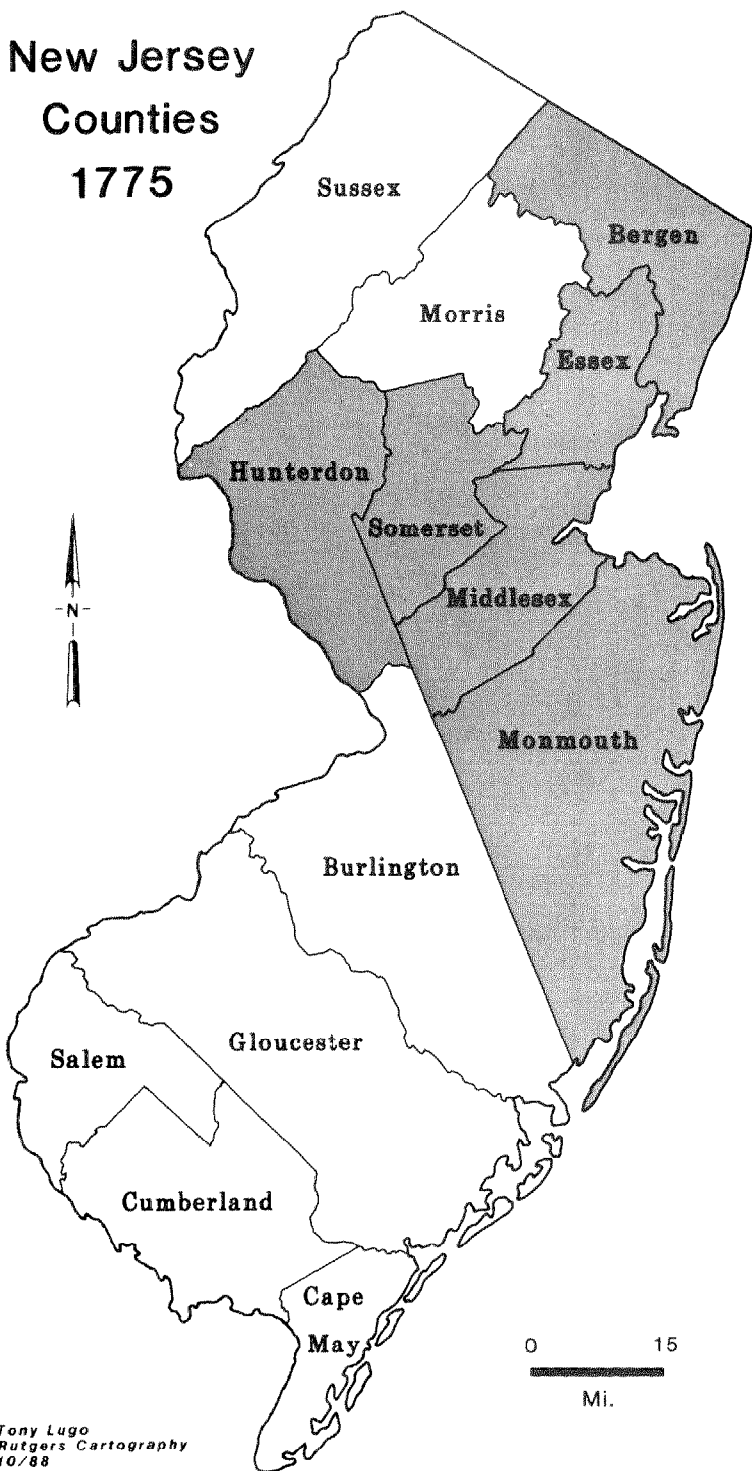 New Jersey
Counties
1775
Sussex
Bergen
Morris
Essex
Hunterdon
Somerset
Middlesex
-N-
Monmouth
Burlington
Gloucester
Salem
Cumberland
Cape
May
0 15
Mi.
Tony Lugo
Rutgers Cartography
10/88